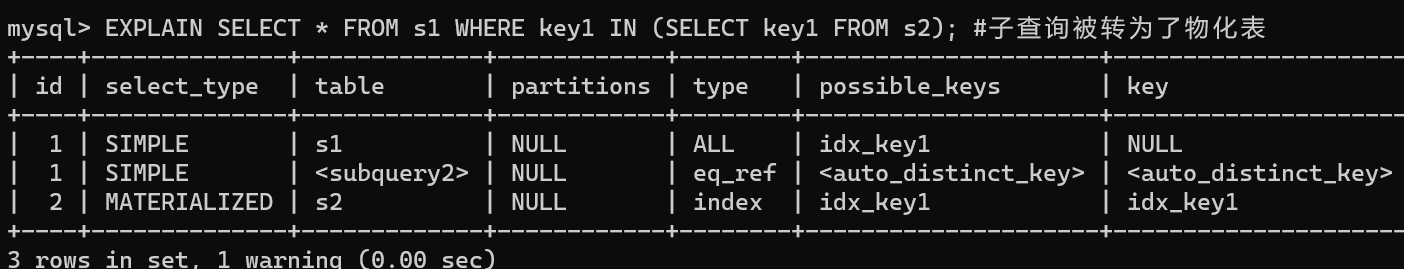 mysql> EXPLAIN SELECT * FROM s1 WHERE key1 IN (SELECT key1 FROM s2); #子查询被转为了物化表
+----+--------------+-------------+------------+--------+---------------------+---------------------
| id | select_type  | table       | partitions | type   | possible_keys       | key
+----+--------------+-------------+------------+--------+---------------------+---------------------
|  1 | SIMPLE       | s1          | NULL       | ALL    | idx_key1            | NULL
|  1 | SIMPLE       | <subquery2> | NULL       | eq_ref | <auto_distinct_key> | <auto_distinct_key>
|  2 | MATERIALIZED | s2          | NULL       | index  | idx_key1            | idx_key1
+----+--------------+-------------+------------+--------+---------------------+---------------------
3 rows in set, 1 warning (0.00 sec)